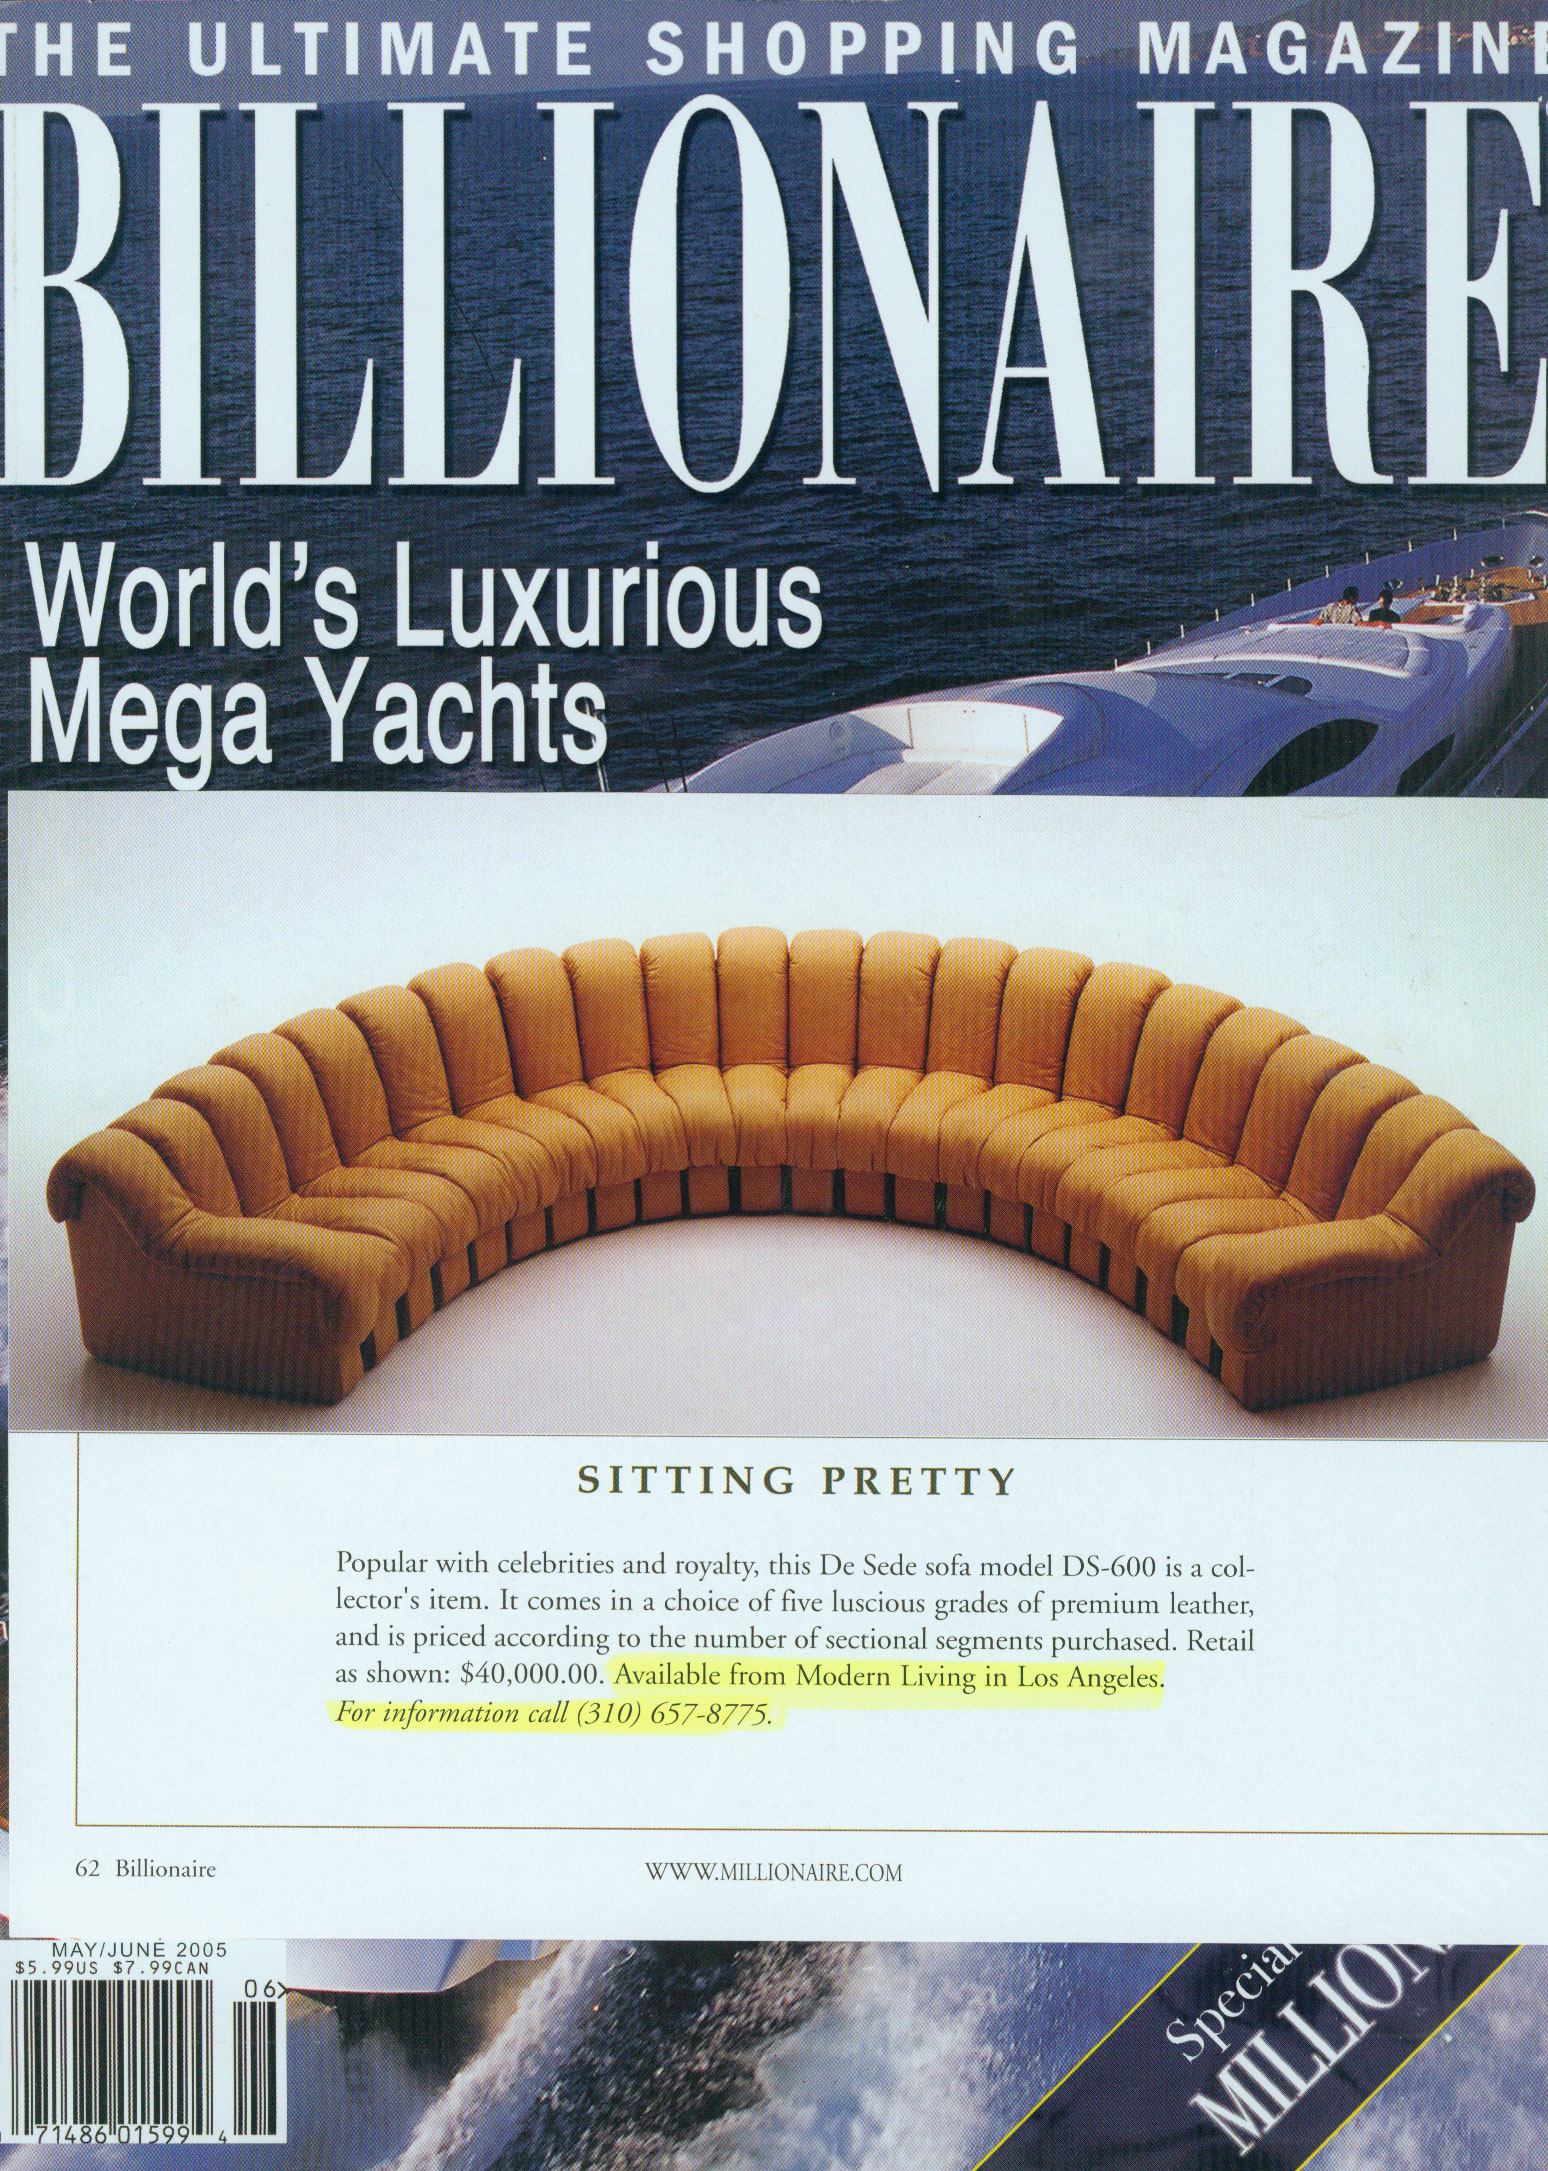 THE ULTIMATE SHOPPING MAGAZINE
BILLIONAIRE
World's Luxurious
Mega Yachts
SITTING PRETTY
Popular with celebrities and royalty, this De Sede sofa model DS-600 is a col-
lector's item. It comes in a choice of five luscious grades of premium leather,
and is priced according to the number of sectional segments purchased. Retail
as shown: $40,000.00. Available from Modern Living in Los Angeles.
For information call (310) 657-8775.
62 Billionaire
WWW.MILLIONAIRE.COM
MAY/JUNE 2005
$5.99US $7.99CAN
06>
71486 01599 4
Special
MILLION